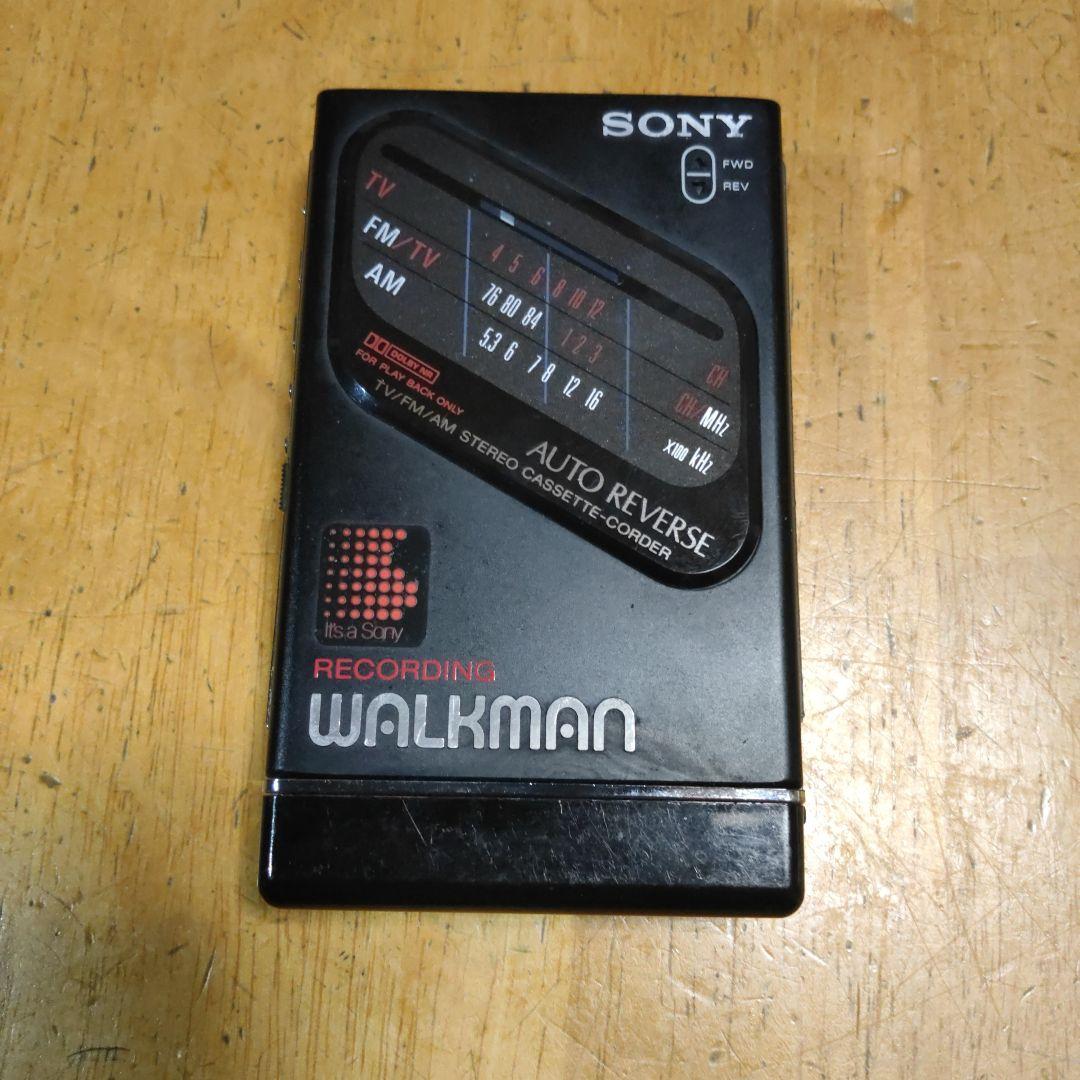 SONY
FWD
REV
TV
4 5 6 8 10 12
CH
FM/TV
76 80 84 1 2 3
CH/MHz
AM
5.3 6 7 8 12 16
X100 kHz
DOLBY NR
FOR PLAY BACK ONLY
TV/FM/AM STEREO CASSETTE-CORDER
AUTO REVERSE
It's a Sony
RECORDING
WALKMAN